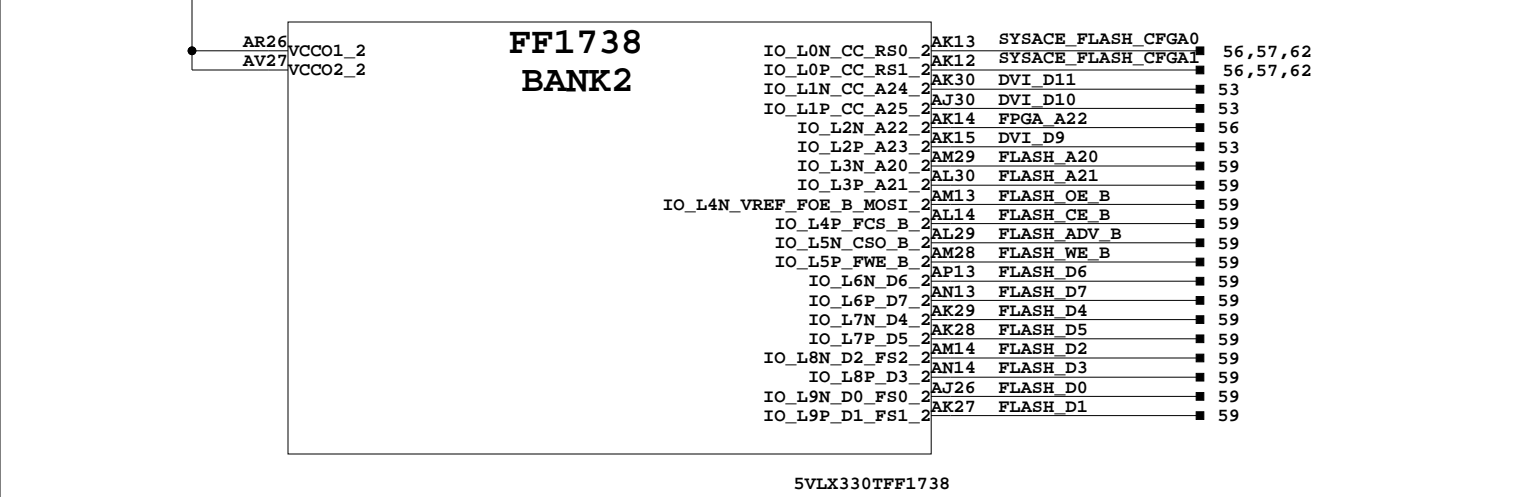 FF1738
BANK2
AR26 VCCO1_2
AV27 VCCO2_2
IO_L0N_CC_RS0_2 AK13 SYSACE_FLASH_CFGA0 56,57,62
IO_L0P_CC_RS1_2 AK12 SYSACE_FLASH_CFGA1 56,57,62
IO_L1N_CC_A24_2 AK30 DVI_D11 53
IO_L1P_CC_A25_2 AJ30 DVI_D10 53
IO_L2N_A22_2 AK14 FPGA_A22 56
IO_L2P_A23_2 AK15 DVI_D9 53
IO_L3N_A20_2 AM29 FLASH_A20 59
IO_L3P_A21_2 AL30 FLASH_A21 59
IO_L4N_VREF_FOE_B_MOSI_2 AM13 FLASH_OE_B 59
IO_L4P_FCS_B_2 AL14 FLASH_CE_B 59
IO_L5N_CSO_B_2 AL29 FLASH_ADV_B 59
IO_L5P_FWE_B_2 AM28 FLASH_WE_B 59
IO_L6N_D6_2 AP13 FLASH_D6 59
IO_L6P_D7_2 AN13 FLASH_D7 59
IO_L7N_D4_2 AK29 FLASH_D4 59
IO_L7P_D5_2 AK28 FLASH_D5 59
IO_L8N_D2_FS2_2 AM14 FLASH_D2 59
IO_L8P_D3_2 AN14 FLASH_D3 59
IO_L9N_D0_FS0_2 AJ26 FLASH_D0 59
IO_L9P_D1_FS1_2 AK27 FLASH_D1 59
5VLX330TFF1738